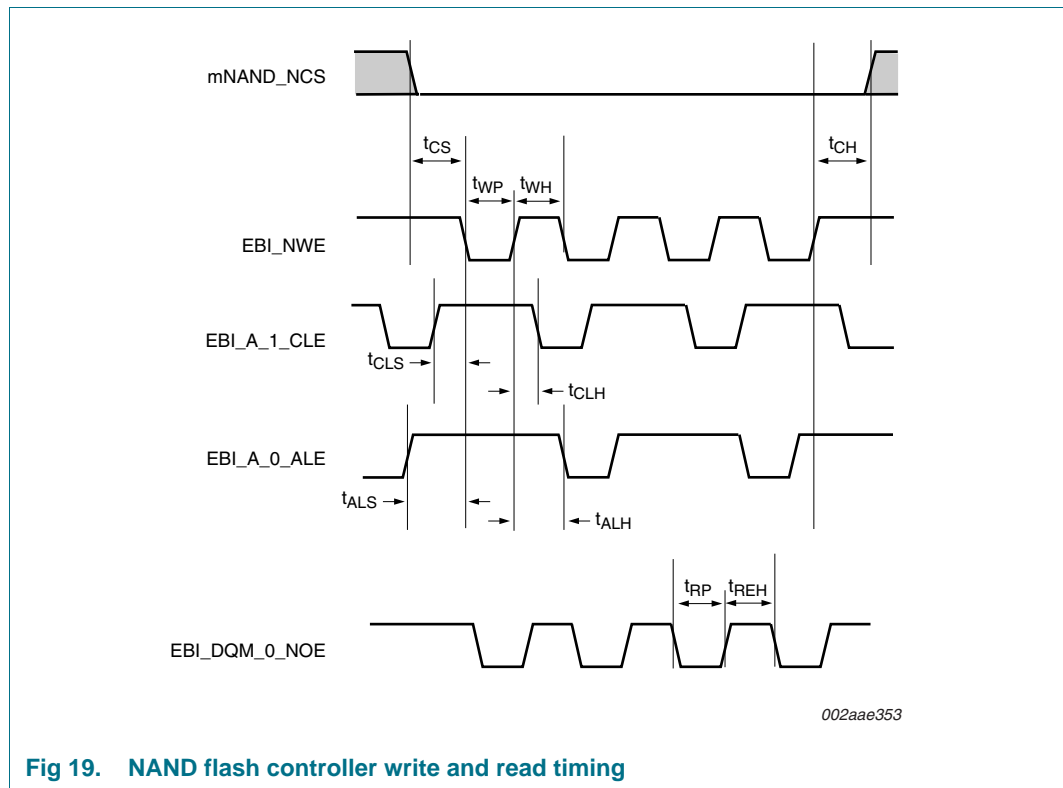 mNAND_NCS
tCS
tCH
tWP
tWH
EBI_NWE
EBI_A_1_CLE
tCLS
tCLH
EBI_A_0_ALE
tALS
tALH
tRP
tREH
EBI_DQM_0_NOE
002aae353
Fig 19. NAND flash controller write and read timing